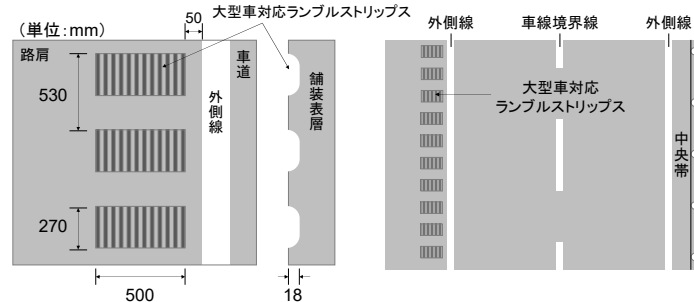 (単位:mm)
大型車対応ランブルストリップス
50
路肩
車道
外側線
舗装表層
530
270
500
18
外側線
車線境界線
外側線
大型車対応
ランブルストリップス
中央帯